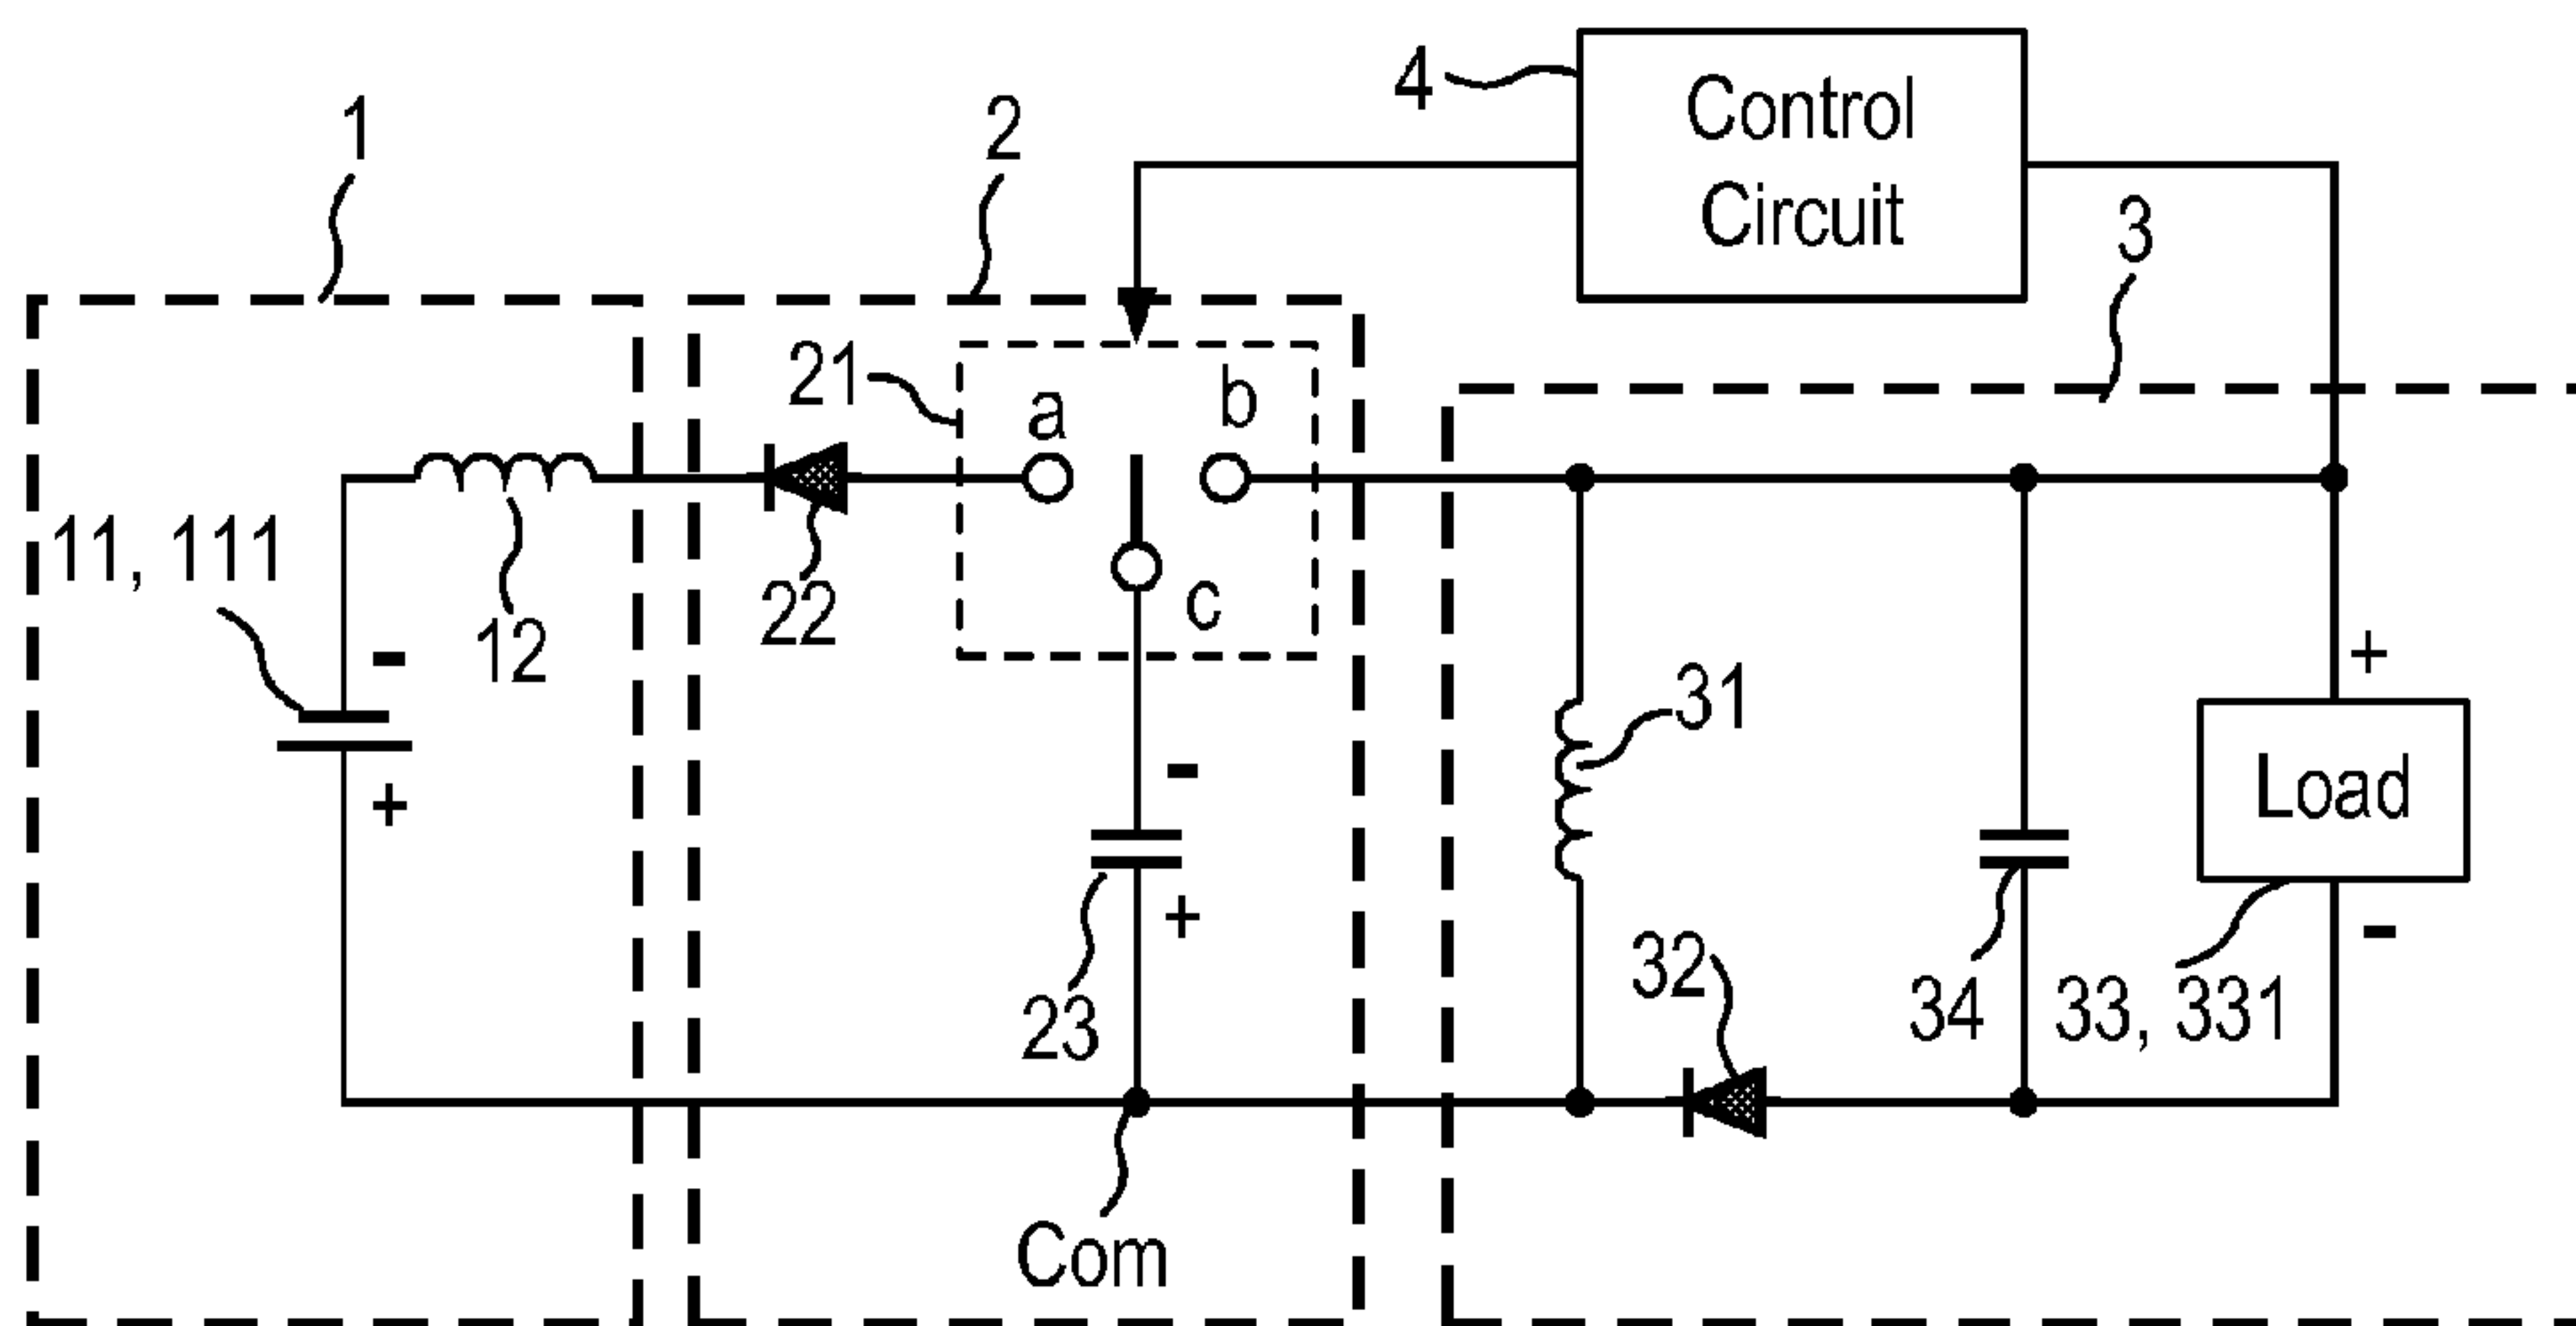 1
2
4
Control
Circuit
3
21
a
b
11, 111
12
22
c
-
+
-
+
23
31
+
Load
-
32
34
33, 331
Com